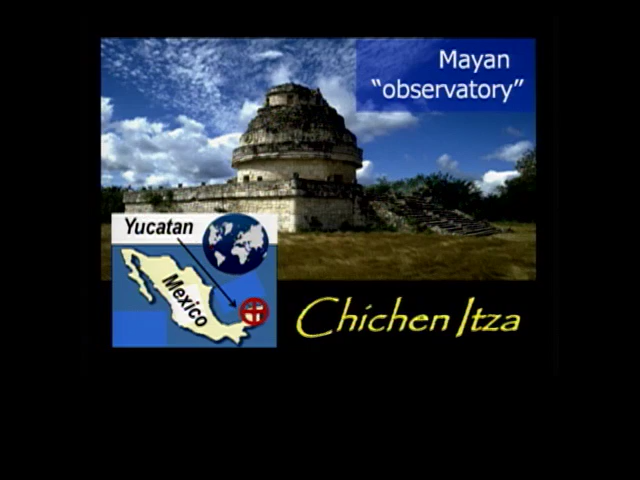 Mayan
“observatory”
Yucatan
Mexico
Chichen Itza